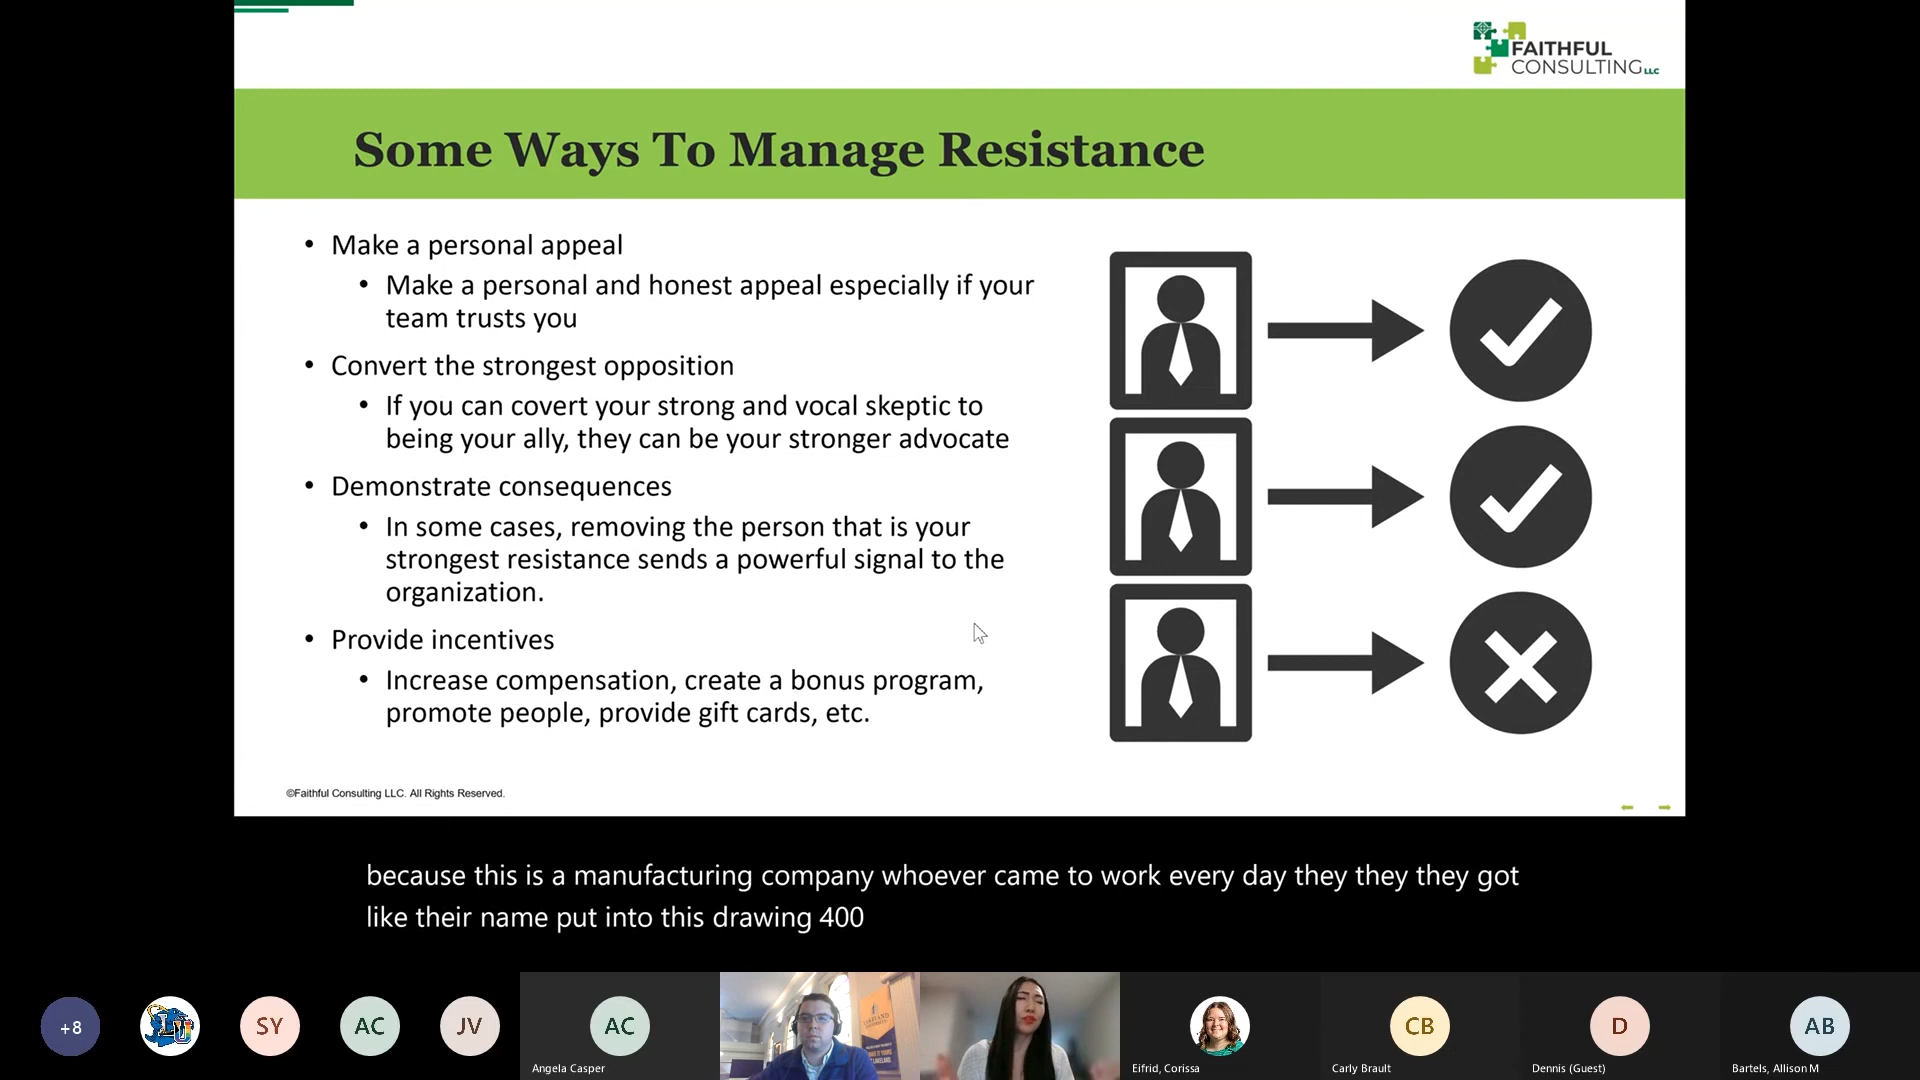 FAITHFUL
CONSULTING LLC
Some Ways To Manage Resistance
• Make a personal appeal
• Make a personal and honest appeal especially if your
team trusts you
• Convert the strongest opposition
• If you can covert your strong and vocal skeptic to
being your ally, they can be your stronger advocate
• Demonstrate consequences
• In some cases, removing the person that is your
strongest resistance sends a powerful signal to the
organization.
• Provide incentives
• Increase compensation, create a bonus program,
promote people, provide gift cards, etc.
©Faithful Consulting LLC. All Rights Reserved.
because this is a manufacturing company whoever came to work every day they they they got
like their name put into this drawing 400
+8
LU
SY
AC
JV
AC
Angela Casper
LAKELAND
Eifrid, Corissa
CB
Carly Brault
D
Dennis (Guest)
AB
Bartels, Allison M